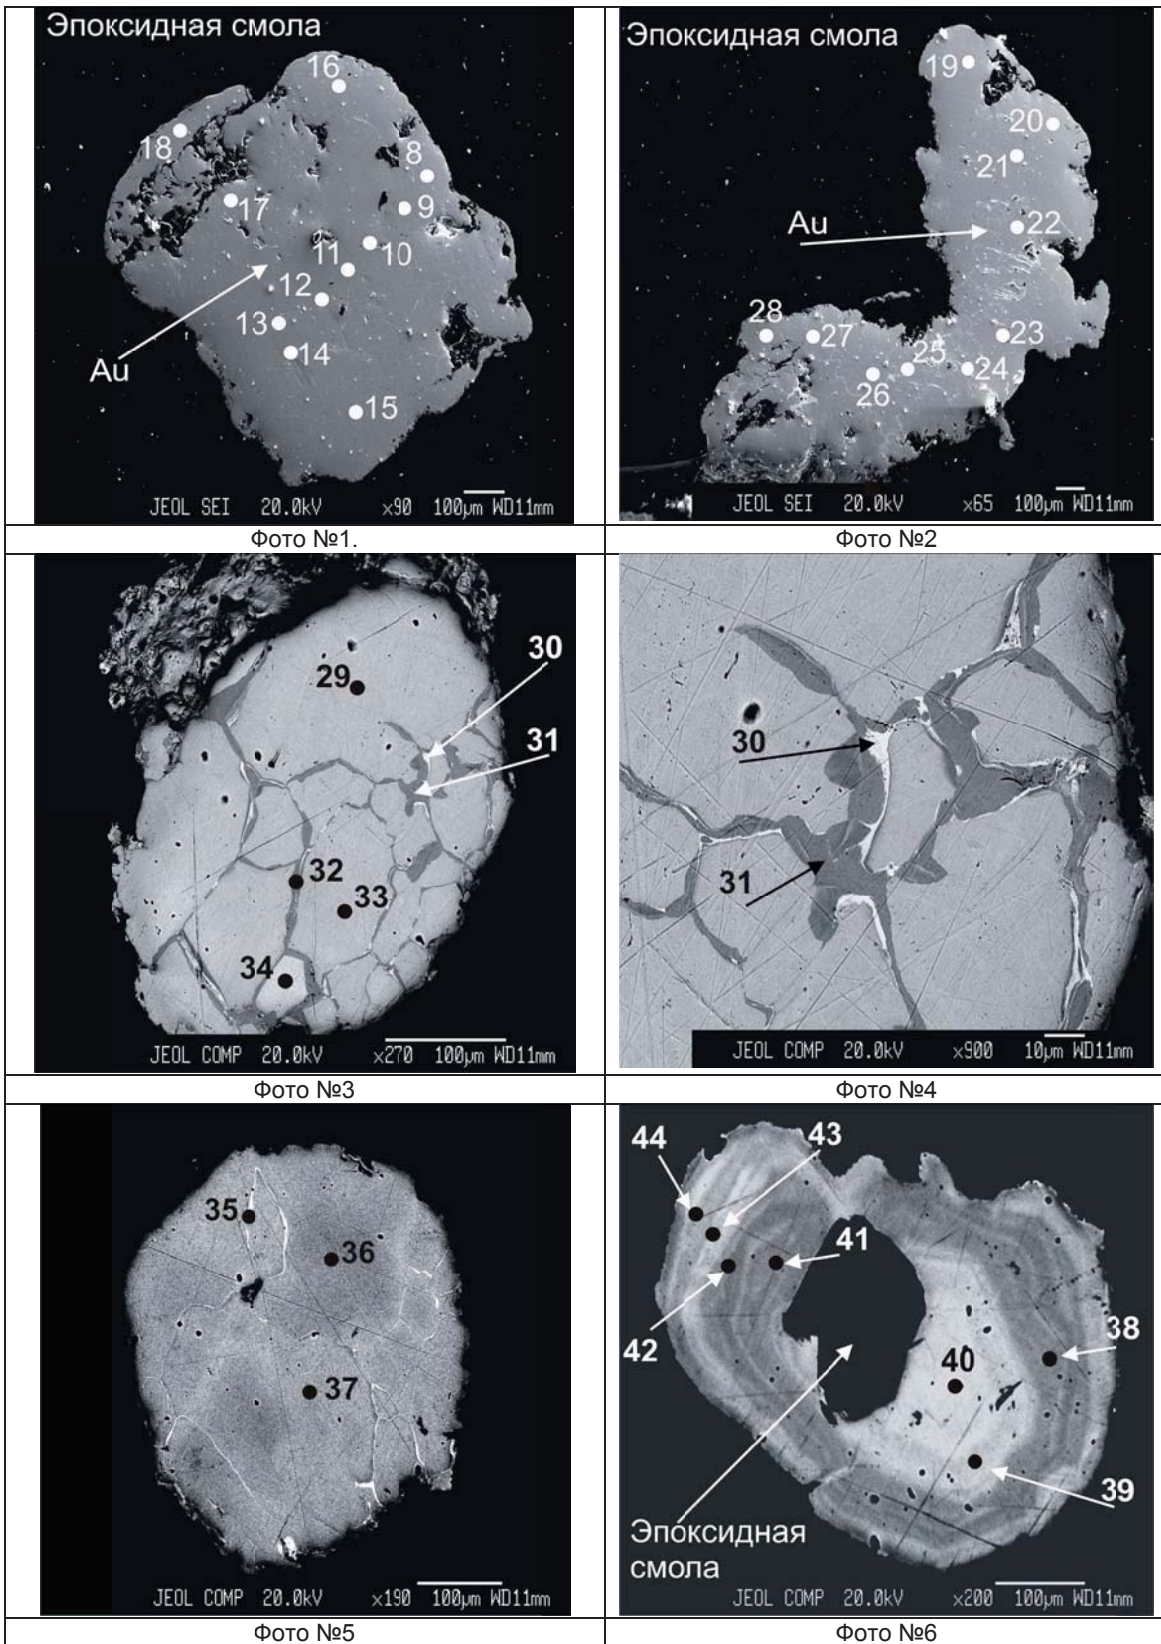 Эпоксидная смола
16
18
8
17
9
10
11
12
13
14
Au
15
JEOL SEI 20.0kV x90 100µm WD11mm
Фото №1.
Эпоксидная смола
19
20
21
Au
22
28
27
25
23
26
24
JEOL SEI 20.0kV x65 100µm WD11mm
Фото №2
30
29
31
32
33
34
JEOL COMP 20.0kV x270 100µm WD11mm
Фото №3
30
31
JEOL COMP 20.0kV x900 10µm WD11mm
Фото №4
35
36
37
JEOL COMP 20.0kV x190 100µm WD11mm
Фото №5
44
43
41
42
38
40
39
Эпоксидная
смола
JEOL COMP 20.0kV x200 100µm WD11mm
Фото №6